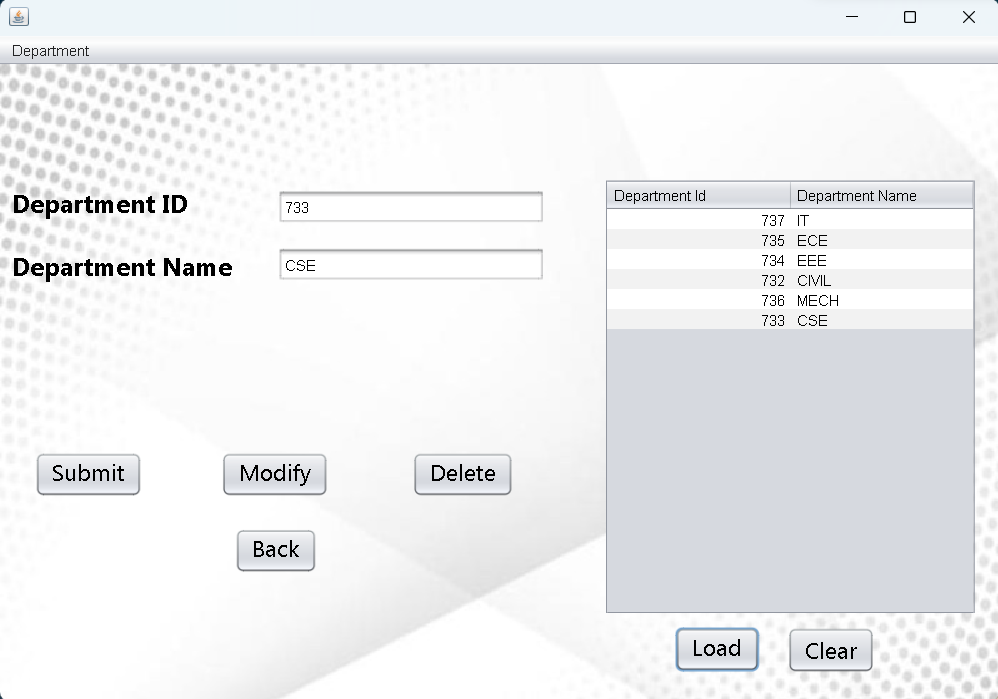 Department
Department ID
733
Department Name
CSE
Department Id Department Name
737 IT
735 ECE
734 EEE
732 CIVIL
736 MECH
733 CSE
Submit
Modify
Delete
Back
Load
Clear